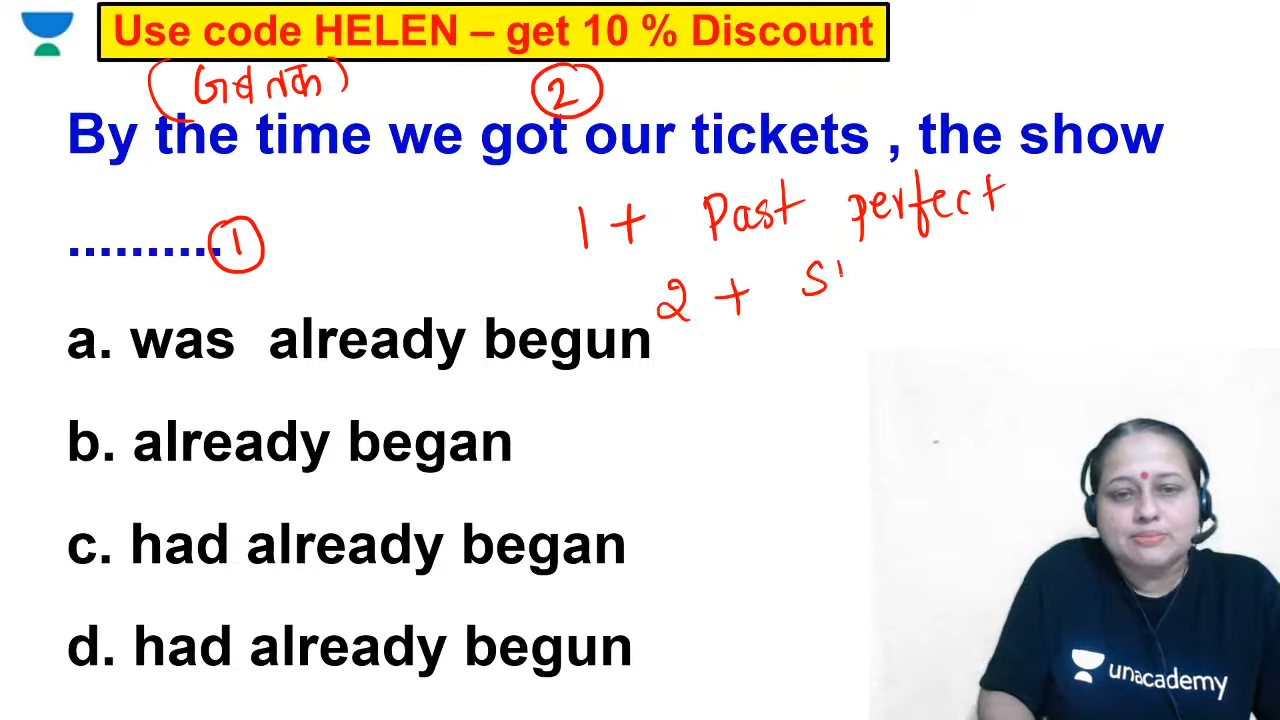 Use code HELEN – get 10 % Discount
(जब तक)
2
By the time we got our tickets , the show
.......... 1
1 + Past perfect
2 + Si
a. was already begun
b. already began
c. had already began
d. had already begun
unacademy